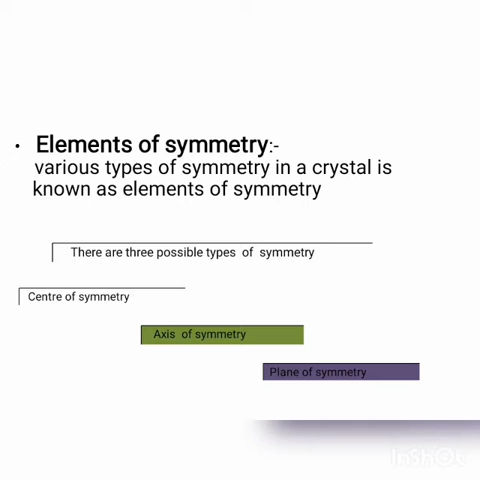 • Elements of symmetry:-
various types of symmetry in a crystal is
known as elements of symmetry
There are three possible types of symmetry
Centre of symmetry
Axis of symmetry
Plane of symmetry
InShOt